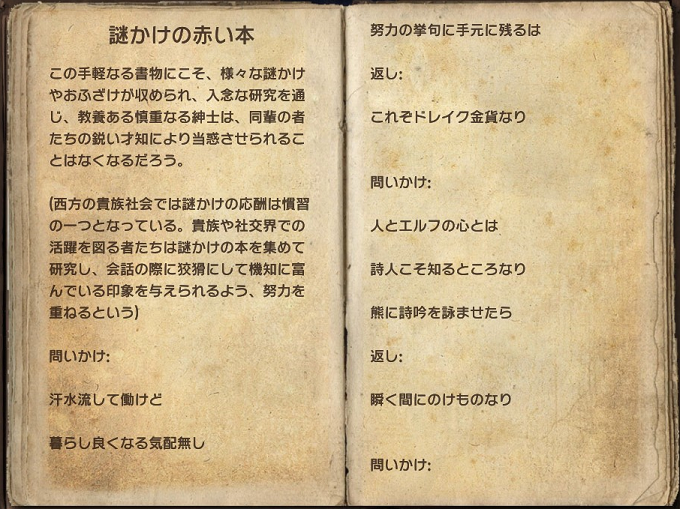 謎かけの赤い本
この手軽なる書物にこそ、様々な謎かけ
やおふざけが収められ、入念な研究を通
じ、教養ある慎重なる紳士は、同輩の者
たちの鋭い才知により当惑させられるこ
とはなくなるだろう。
(西方の貴族社会では謎かけの応酬は慣習
の一つとなっている。貴族や社交界での
活躍を図る者たちは謎かけの本を集めて
研究し、会話の際に狡猾にして機知に富
んでいる印象を与えられるよう、努力を
重ねるという)
問いかけ:
汗水流して働けど
暮らし良くなる気配無し
努力の挙句に手元に残るは
返し:
これぞドレイク金貨なり
問いかけ:
人とエルフの心とは
詩人こそ知るところなり
熊に詩吟を詠ませたら
返し:
瞬く間にのけものなり
問いかけ: